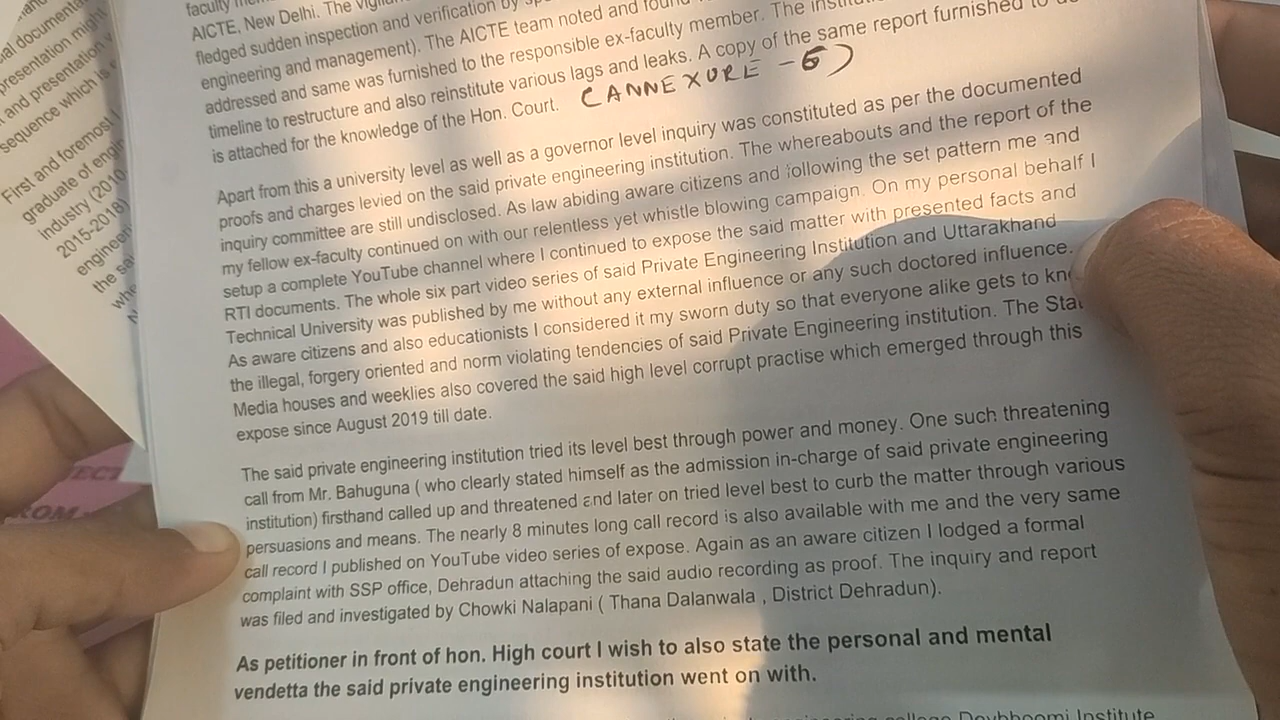 AICTE, New Delhi. The
fledged sudden inspection and verification by
engineering and management). The AICTE team noted and found
addressed and same was furnished to the responsible ex-faculty member. The
timeline to restructure and also reinstitute various lags and leaks. A copy of the same report furnished to
is attached for the knowledge of the Hon. Court. (ANNEXURE - 6)
Apart from this a university level as well as a governor level inquiry was constituted as per the documented
proofs and charges levied on the said private engineering institution. The whereabouts and the report of the
inquiry committee are still undisclosed. As law abiding aware citizens and following the set pattern me and
my fellow ex-faculty continued on with our relentless yet whistle blowing campaign. On my personal behalf I
setup a complete YouTube channel where I continued to expose the said matter with presented facts and
RTI documents. The whole six part video series of said Private Engineering Institution and Uttarakhand
Technical University was published by me without any external influence or any such doctored influence.
As aware citizens and also educationists I considered it my sworn duty so that everyone alike gets to
the illegal, forgery oriented and norm violating tendencies of said Private Engineering institution. The
Media houses and weeklies also covered the said high level corrupt practise which emerged through this
expose since August 2019 till date.
The said private engineering institution tried its level best through power and money. One such threatening
call from Mr. Bahuguna ( who clearly stated himself as the admission in-charge of said private engineering
institution) firsthand called up and threatened and later on tried level best to curb the matter through various
persuasions and means. The nearly 8 minutes long call record is also available with me and the very same
call record I published on YouTube video series of expose. Again as an aware citizen I lodged a formal
complaint with SSP office, Dehradun attaching the said audio recording as proof. The inquiry and report
was filed and investigated by Chowki Nalapani ( Thana Dalanwala , District Dehradun).
As petitioner in front of hon. High court I wish to also state the personal and mental
vendetta the said private engineering institution went on with.
First and foremost I
graduate of
industry (2010-
2015-2018)